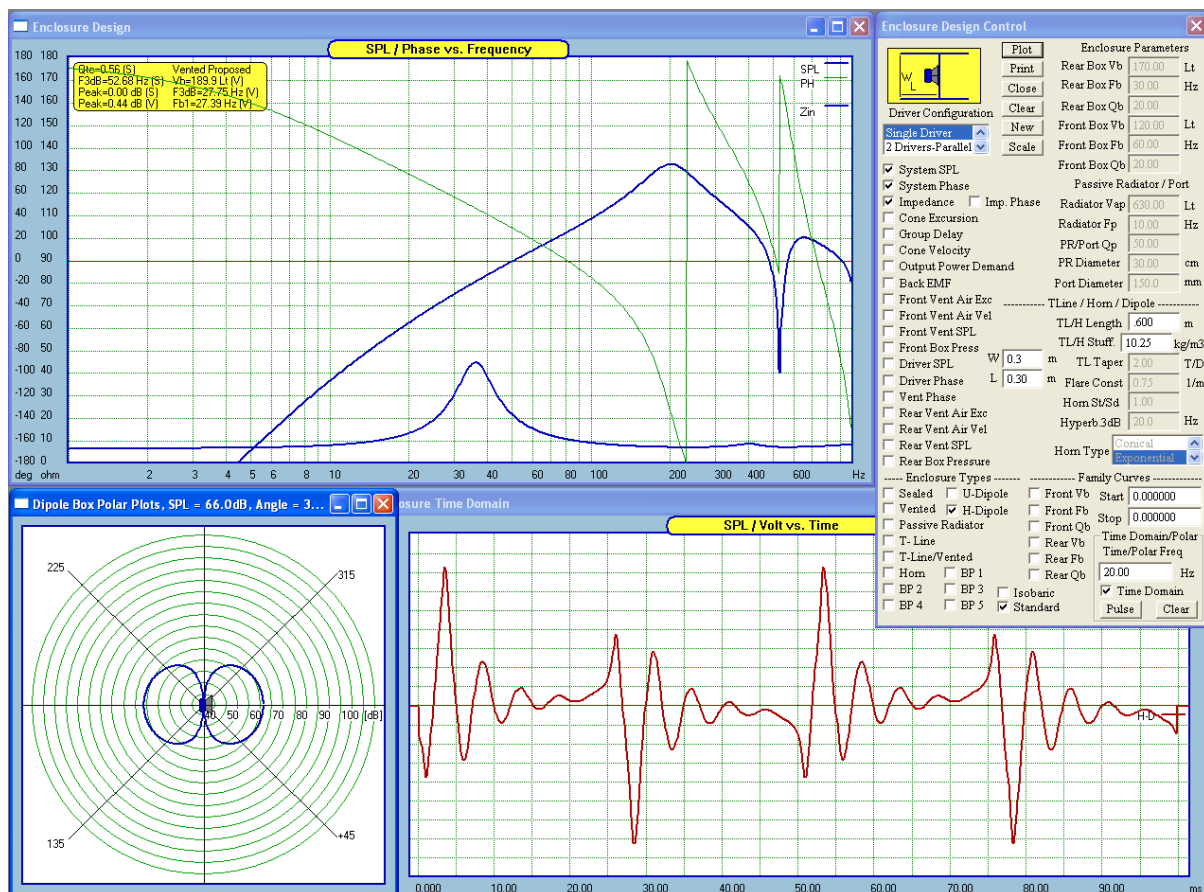 Enclosure Design
SPL / Phase vs. Frequency
180 180
160 170
140 160
120 150
100 140
80 130
60 120
40 110
20 100
0 90
-20 80
-40 70
-60 60
-80 50
-100 40
-120 30
-140 20
-160 10
-180 0
deg ohm
Qtc=0.56 (S) Vented Proposed
F3dB=52.68 Hz (S) Vb=189.9 Lt (V)
Peak=0.00 dB (S) F3dB=27.75 Hz (V)
Peak=0.44 dB (V) Fb1=27.39 Hz (V)
SPL
PH
Zin
2 3 4 5 6 7 8 10 20 30 40 50 60 80 100 200 300 400 600 Hz
Enclosure Design Control
W
L
Driver Configuration
Single Driver
2 Drivers-Parallel
Plot
Print
Close
Clear
New
Scale
Enclosure Parameters
Rear Box Vb 170.00 Lt
Rear Box Fb 30.00 Hz
Rear Box Qb 20.00
Front Box Vb 120.00 Lt
Front Box Fb 60.00 Hz
Front Box Qb 20.00
Passive Radiator / Port
Radiator Vap 630.00 Lt
Radiator Fp 10.00 Hz
PR/Port Qp 50.00
PR Diameter 30.00 cm
Port Diameter 150.0 mm
System SPL
System Phase
Impedance Imp. Phase
Cone Excursion
Group Delay
Cone Velocity
Output Power Demand
Back EMF
Front Vent Air Exc
Front Vent Air Vel
Front Vent SPL
Front Box Press
Driver SPL
Driver Phase
Vent Phase
Rear Vent Air Exc
Rear Vent Air Vel
Rear Vent SPL
Rear Box Pressure
W 0.3 m
L 0.30 m
---------- TLine / Horn / Dipole ----------
TL/H Length .600 m
TL/H Stuff. 10.25 kg/m3
TL Taper 2.00 T/D
Flare Const 0.75 1/m
Horn St/Sd 1.00
Hyperb.3dB 20.0 Hz
Horn Type Conical
Exponential
---- Enclosure Types ------
Sealed U-Dipole
Vented H-Dipole
Passive Radiator
T- Line
T-Line/Vented
Horn BP 1
BP 2 BP 3
BP 4 BP 5
Isobaric
Standard
--------- Family Curves ---------
Front Vb
Front Fb
Front Qb
Rear Vb
Rear Fb
Rear Qb
Start 0.000000
Stop 0.000000
Time Domain/Polar
Time/Polar Freq
20.00 Hz
Time Domain
Pulse Clear
Dipole Box Polar Plots, SPL = 66.0dB, Angle = 3...
225
315
40 50 60 70 80 90 100 [dB]
135
+45
osure Time Domain
SPL / Volt vs. Time
H-D
0.000 10.00 20.00 30.00 40.00 50.00 60.00 70.00 80.00 90.00 ms